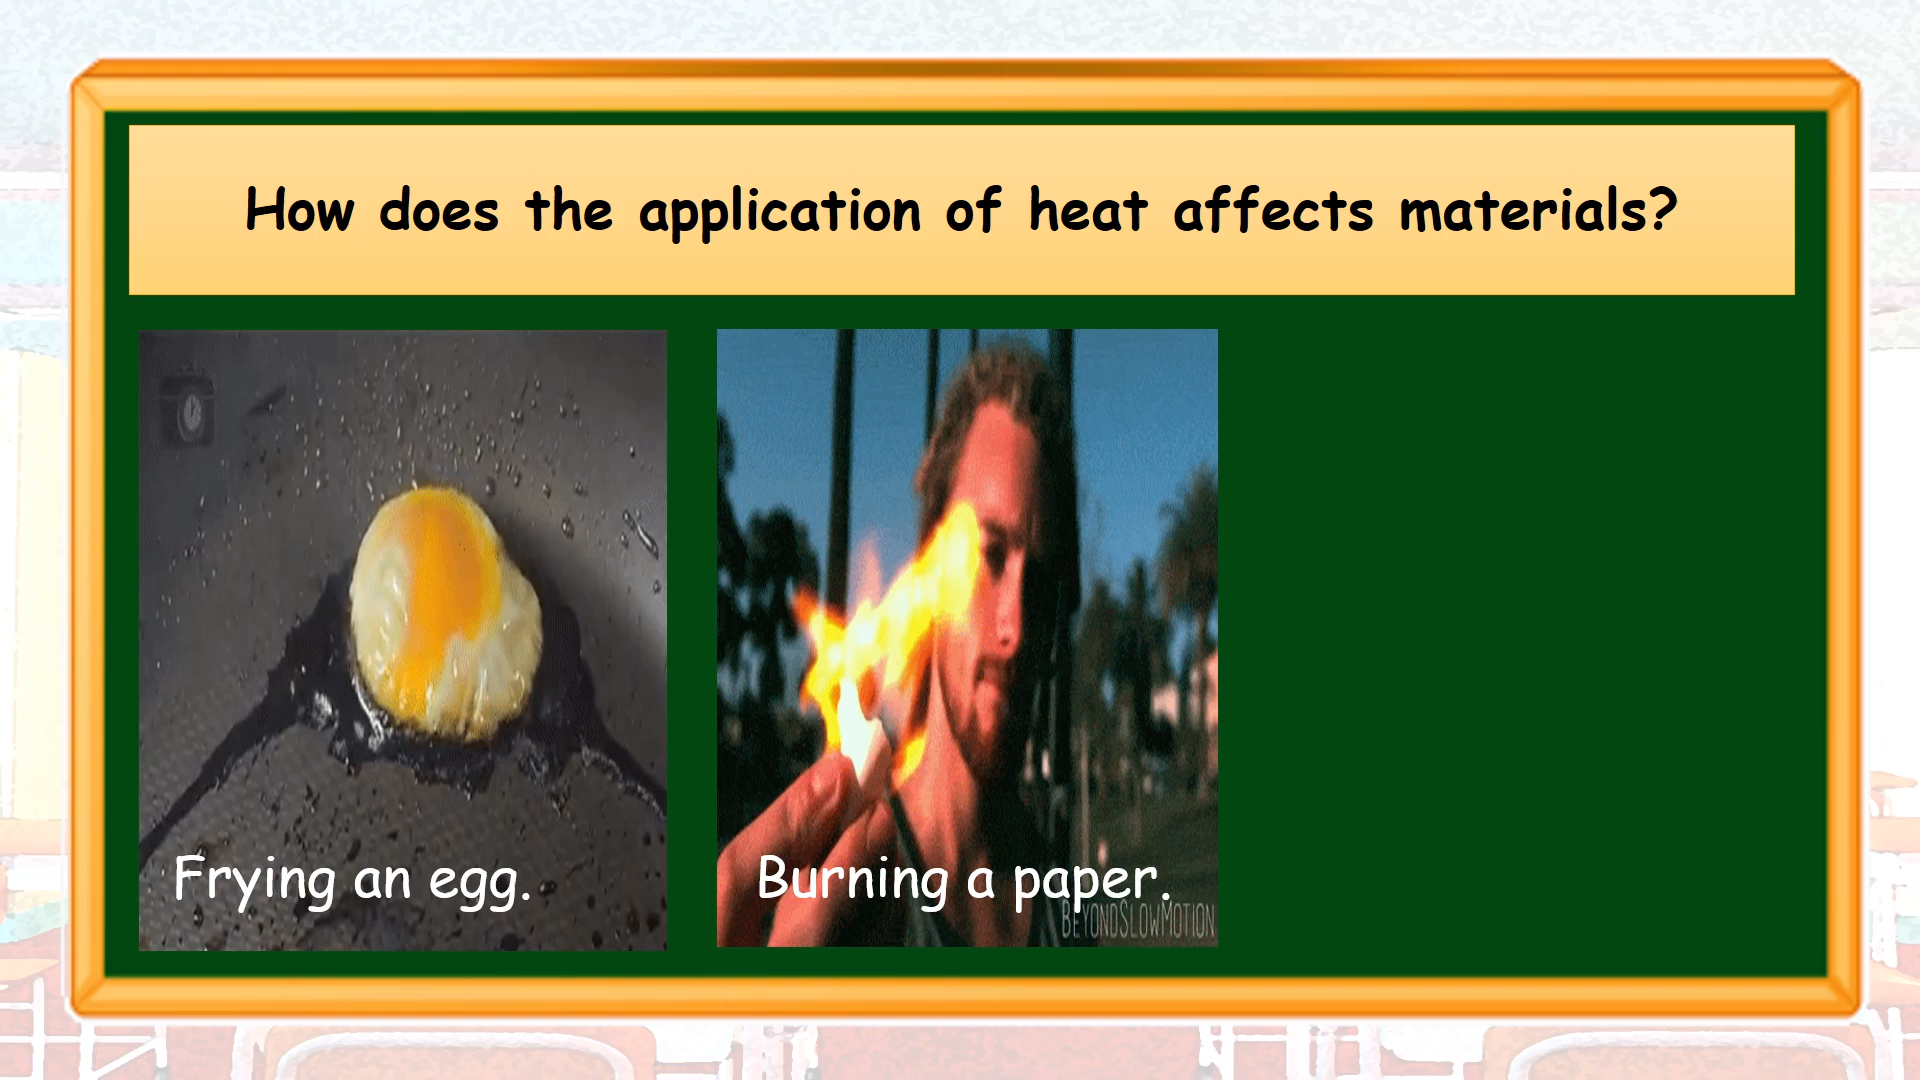 How does the application of heat affects materials?
Frying an egg.
Burning a paper.
BEYONDSLOWMOTION